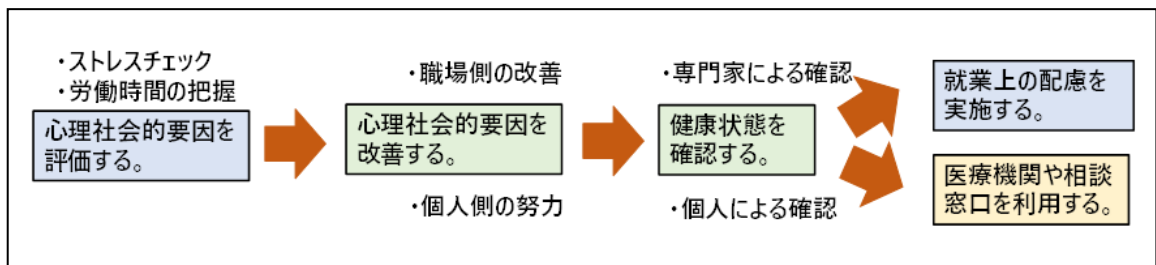 ・ストレスチェック
・労働時間の把握
心理社会的要因を
評価する。
・職場側の改善
心理社会的要因を
改善する。
・個人側の努力
・専門家による確認
健康状態を
確認する。
・個人による確認
就業上の配慮を
実施する。
医療機関や相談
窓口を利用する。